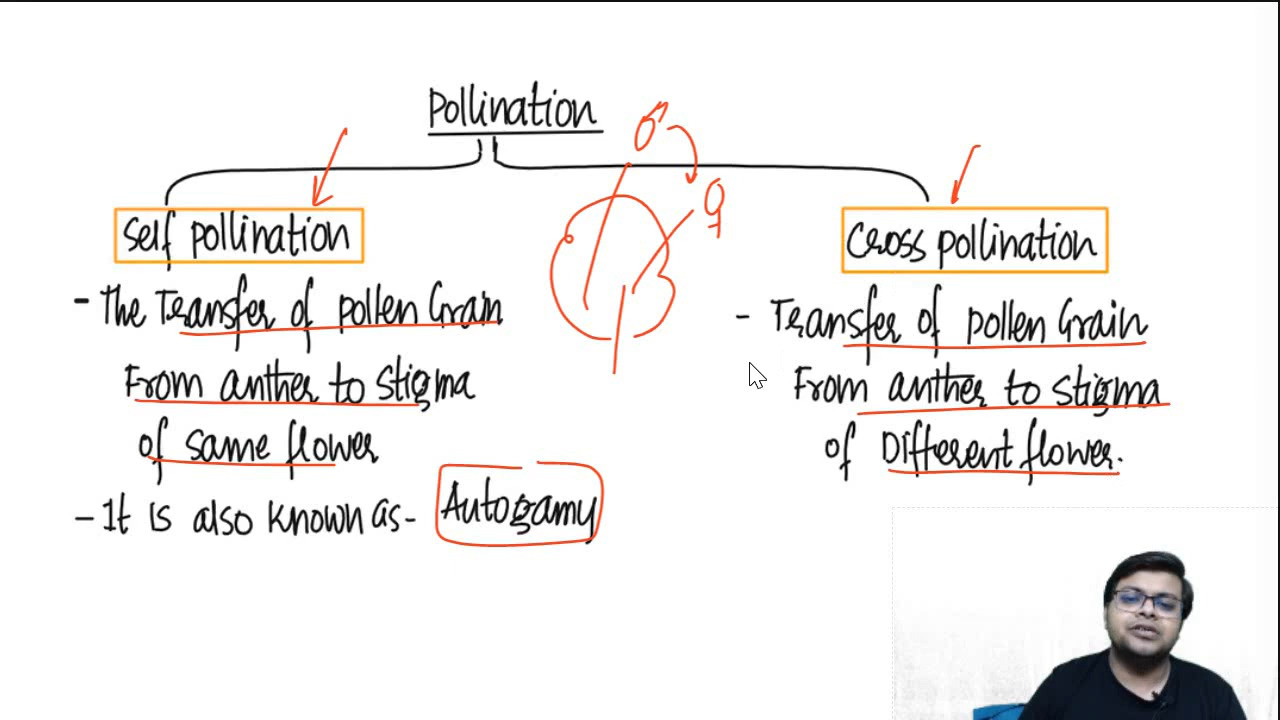 Pollination
♂
♀
Self pollination
- The Transfer of pollen Grain
From anther to stigma
of same flower
- It is also known as- Autogamy
Cross pollination
- Transfer of pollen Grain
From anther to stigma
of Different flower.